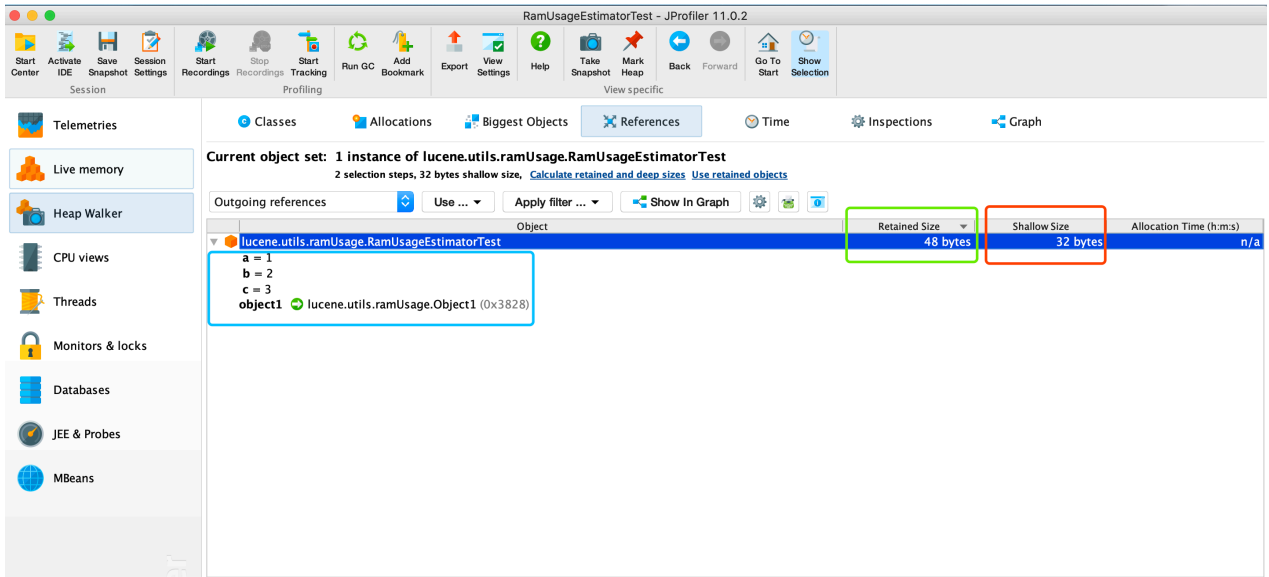 RamUsageEstimatorTest - JProfiler 11.0.2
Start Center
Activate IDE
Save Snapshot
Session Settings
Start Recordings
Stop Recordings
Start Tracking
Run GC
Add Bookmark
Export
View Settings
Help
Take Snapshot
Mark Heap
Back
Forward
Go To Start
Show Selection
Session
Profiling
View specific
Telemetries
Live memory
Heap Walker
CPU views
Threads
Monitors & locks
Databases
JEE & Probes
MBeans
Classes
Allocations
Biggest Objects
References
Time
Inspections
Graph
Current object set: 1 instance of lucene.utils.ramUsage.RamUsageEstimatorTest
2 selection steps, 32 bytes shallow size, Calculate retained and deep sizes Use retained objects
Outgoing references
Use ...
Apply filter ...
Show In Graph
Object Retained Size Shallow Size Allocation Time (h:m:s)
lucene.utils.ramUsage.RamUsageEstimatorTest 48 bytes 32 bytes n/a
a = 1
b = 2
c = 3
object1 lucene.utils.ramUsage.Object1 (0x3828)